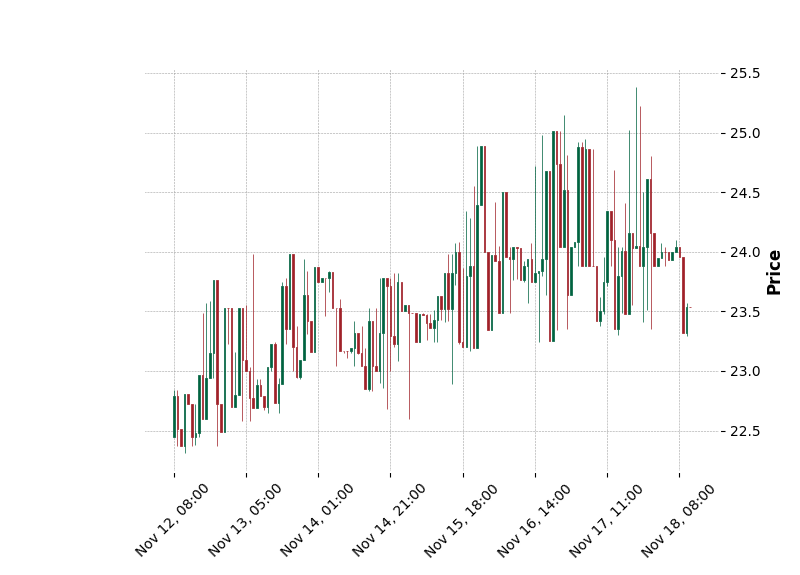 25.5
25.0
24.5
24.0
23.5
23.0
22.5
Price
Nov 12, 08:00
Nov 13, 05:00
Nov 14, 01:00
Nov 14, 21:00
Nov 15, 18:00
Nov 16, 14:00
Nov 17, 11:00
Nov 18, 08:00